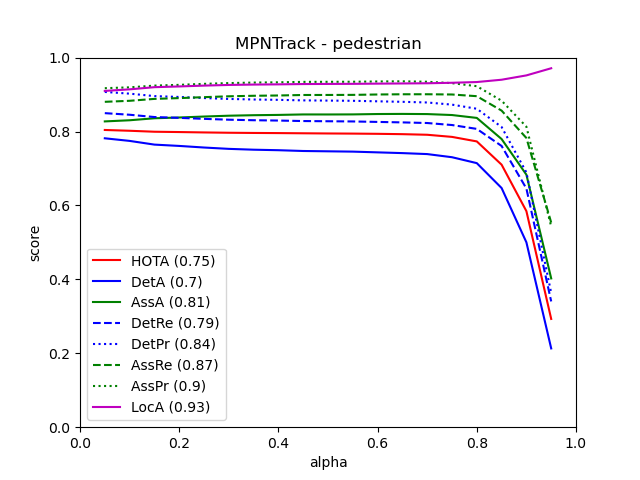 MPNTrack - pedestrian
1.0
0.8
0.6
0.4
0.2
0.0
score
HOTA (0.75)
DetA (0.7)
AssA (0.81)
DetRe (0.79)
DetPr (0.84)
AssRe (0.87)
AssPr (0.9)
LocA (0.93)
0.0 0.2 0.4 0.6 0.8 1.0
alpha